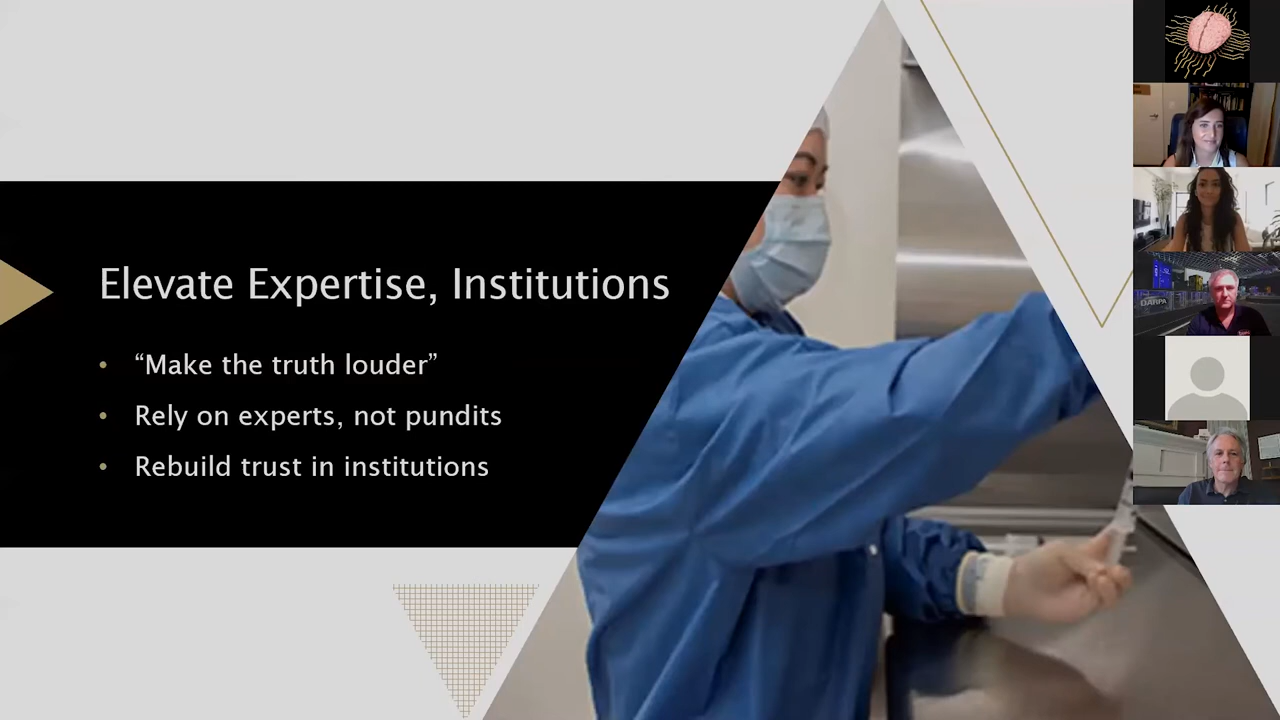 Elevate Expertise, Institutions
• “Make the truth louder”
• Rely on experts, not pundits
• Rebuild trust in institutions
DARPA